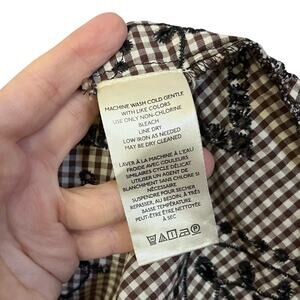 MACHINE WASH COLD GENTLE
WITH LIKE COLORS
USE ONLY NON-CHLORINE
BLEACH
LINE DRY
LOW IRON AS NEEDED
MAY BE DRY CLEANED
LAVER À LA MACHINE À L'EAU
FROIDE AVEC COULEURS
SIMILAIRES CYCLE DÉLICAT
UTILISER UN AGENT DE
BLANCHIMENT SANS CHLORE SI
NÉCESSAIRE
SUSPENDRE POUR SECHER
REPASSER, AU BESOIN, À TRÈS
BASSE TEMPÉRATURE
PEUT-ÊTRE ÊTRE NETTOYÉS
À SEC